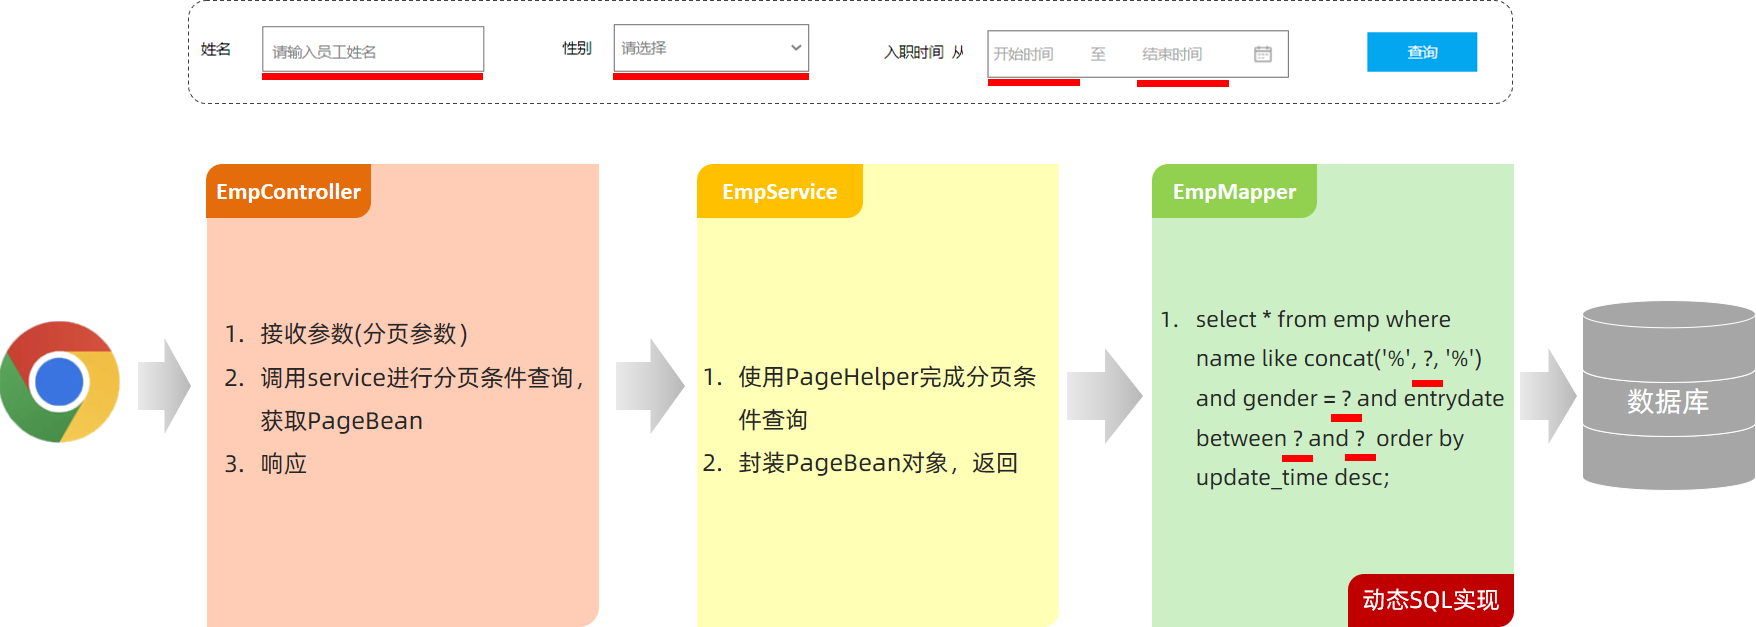 姓名 请输入员工姓名 性别 请选择 入职时间 从 开始时间 至 结束时间 查询
EmpController
1. 接收参数(分页参数)
2. 调用service进行分页条件查询，
获取PageBean
3. 响应
EmpService
1. 使用PageHelper完成分页条
件查询
2. 封装PageBean对象，返回
EmpMapper
1. select * from emp where
name like concat('%', ?, '%')
and gender = ? and entrydate
between ? and ? order by
update_time desc;
动态SQL实现
数据库